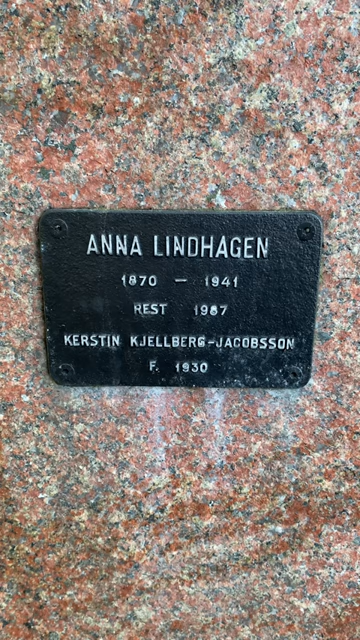 ANNA LINDHAGEN
1870 — 1941
REST 1987
KERSTIN KJELLBERG-JACOBSSON
F. 1930